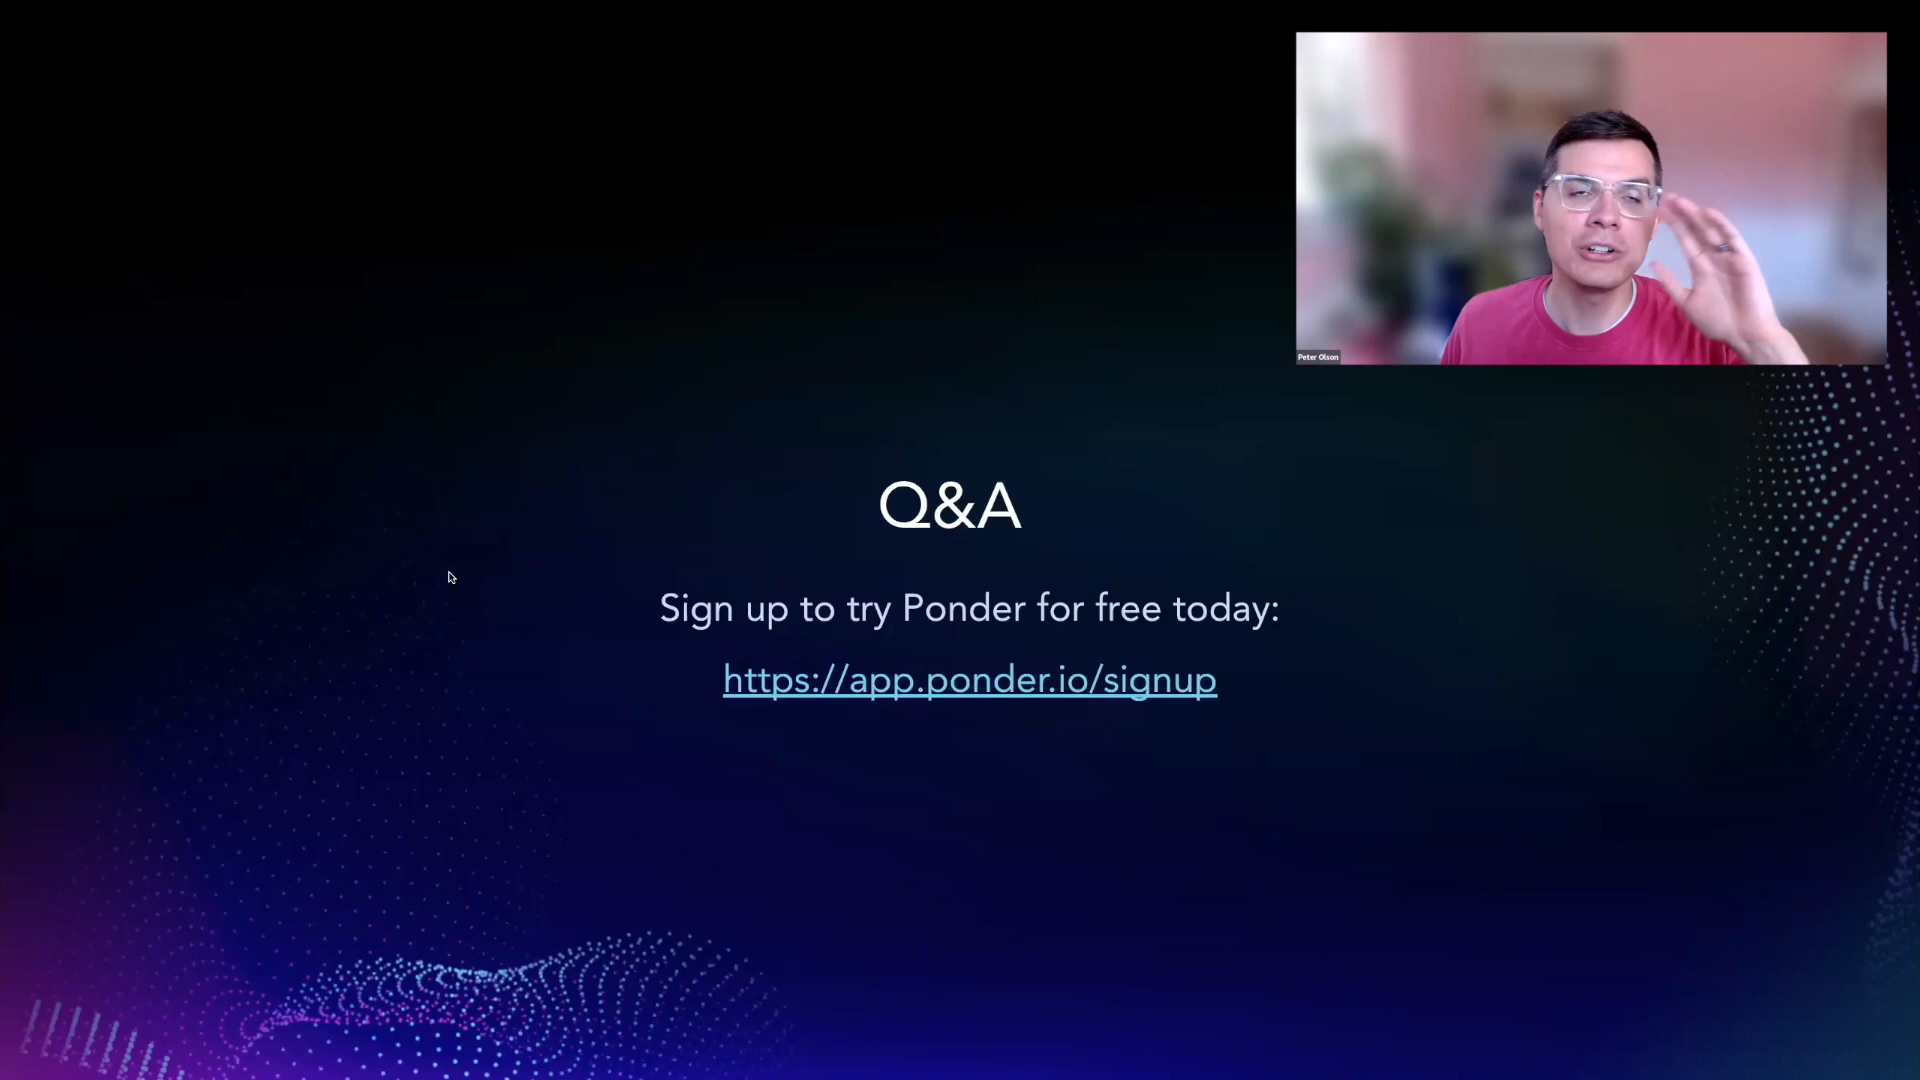 Peter Olson
Q&A
Sign up to try Ponder for free today:
https://app.ponder.io/signup